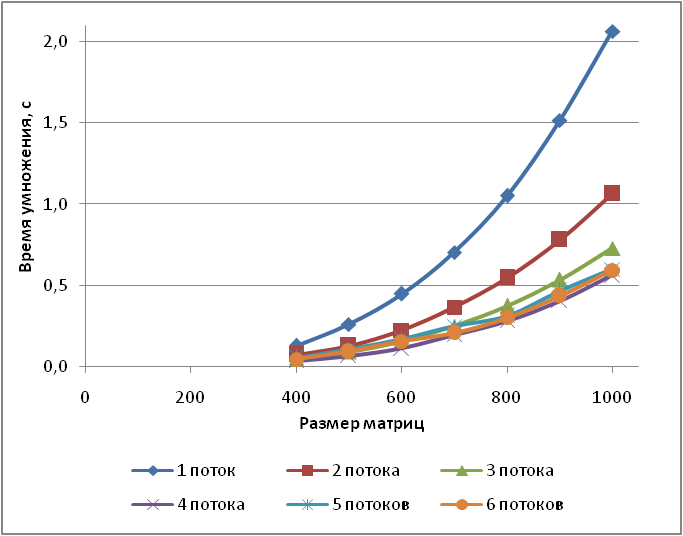 2,0
1,5
1,0
0,5
0,0
Время умножения, с
0 200 400 600 800 1000
Размер матриц
1 поток 2 потока 3 потока
4 потока 5 потоков 6 потоков